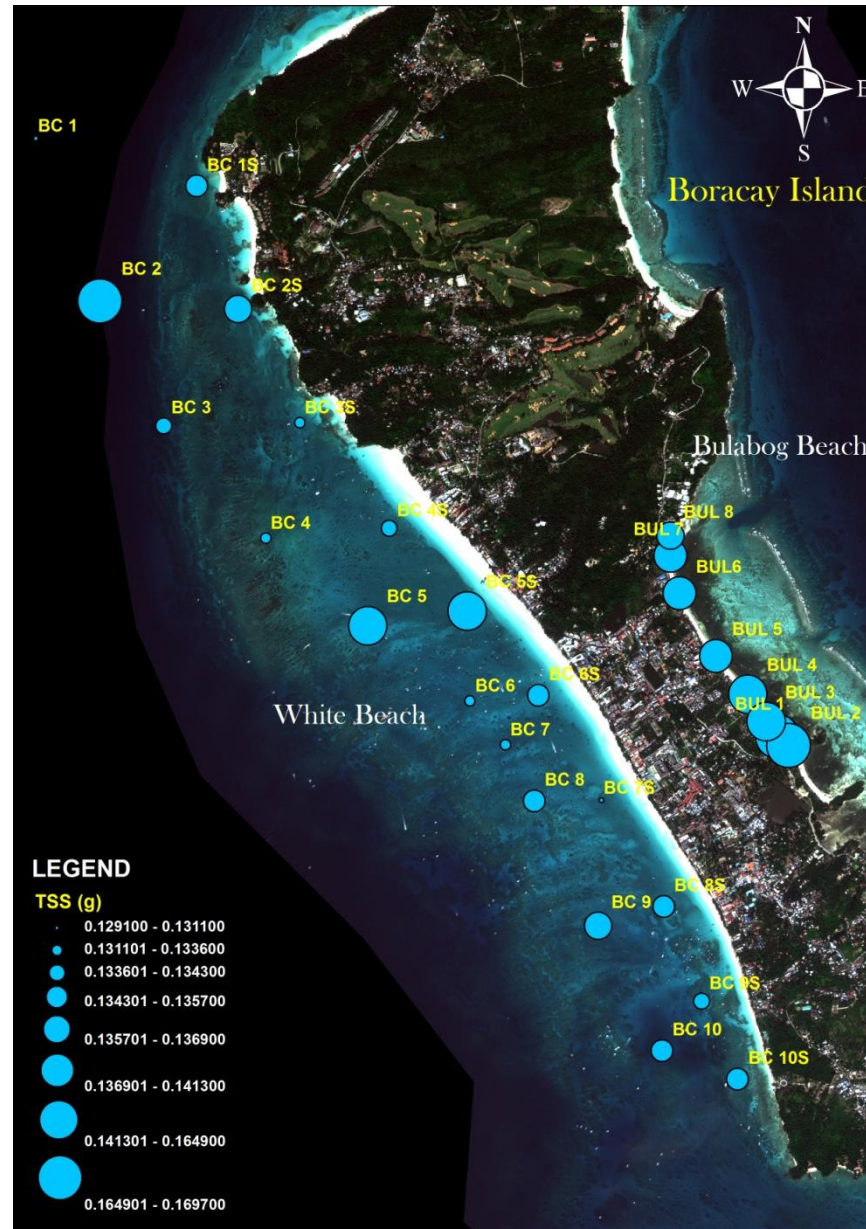 N
W
E
S
BC 1
BC 1S
Boracay Island
BC 2
BC 2S
BC 3
BC 3S
Bulabog Beach
BC 4
BC 4S
BUL 8
BUL 7
BUL6
BC 5
BC 5S
BUL 5
BUL 4
BC 6
BC 6S
BUL 3
BUL 1
BUL 2
White Beach
BC 7
BC 8
BC 7S
LEGEND
TSS (g)
0.129100 - 0.131100
0.131101 - 0.133600
0.133601 - 0.134300
0.134301 - 0.135700
0.135701 - 0.136900
0.136901 - 0.141300
0.141301 - 0.164900
0.164901 - 0.169700
BC 9
BC 8S
BC 9S
BC 10
BC 10S